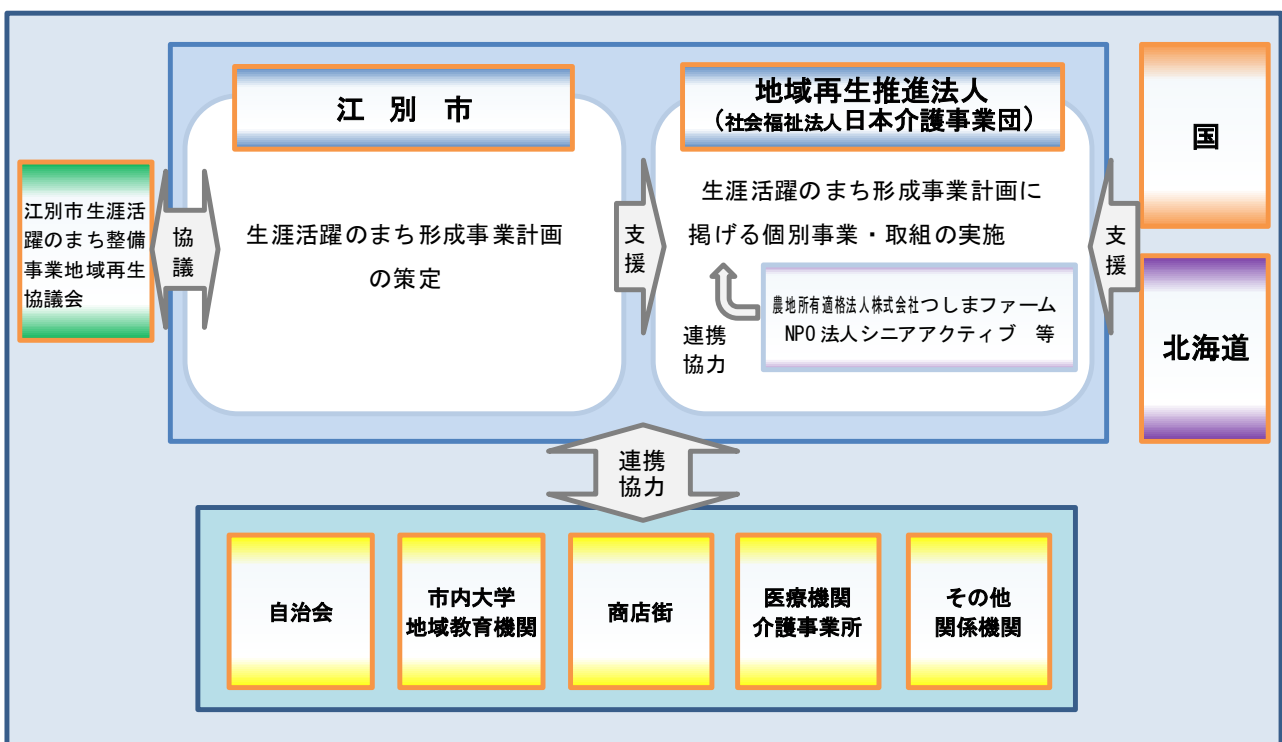 江別市
地域再生推進法人
（社会福祉法人日本介護事業団）
国
江別市生涯活
躍のまち整備
事業地域再生
協議会
協議
生涯活躍のまち形成事業計画
の策定
支援
生涯活躍のまち形成事業計画に
掲げる個別事業・取組の実施
農地所有適格法人株式会社つしまファーム
NPO法人シニアアクティブ　等
連携
協力
支援
北海道
連携
協力
自治会
市内大学
地域教育機関
商店街
医療機関
介護事業所
その他
関係機関